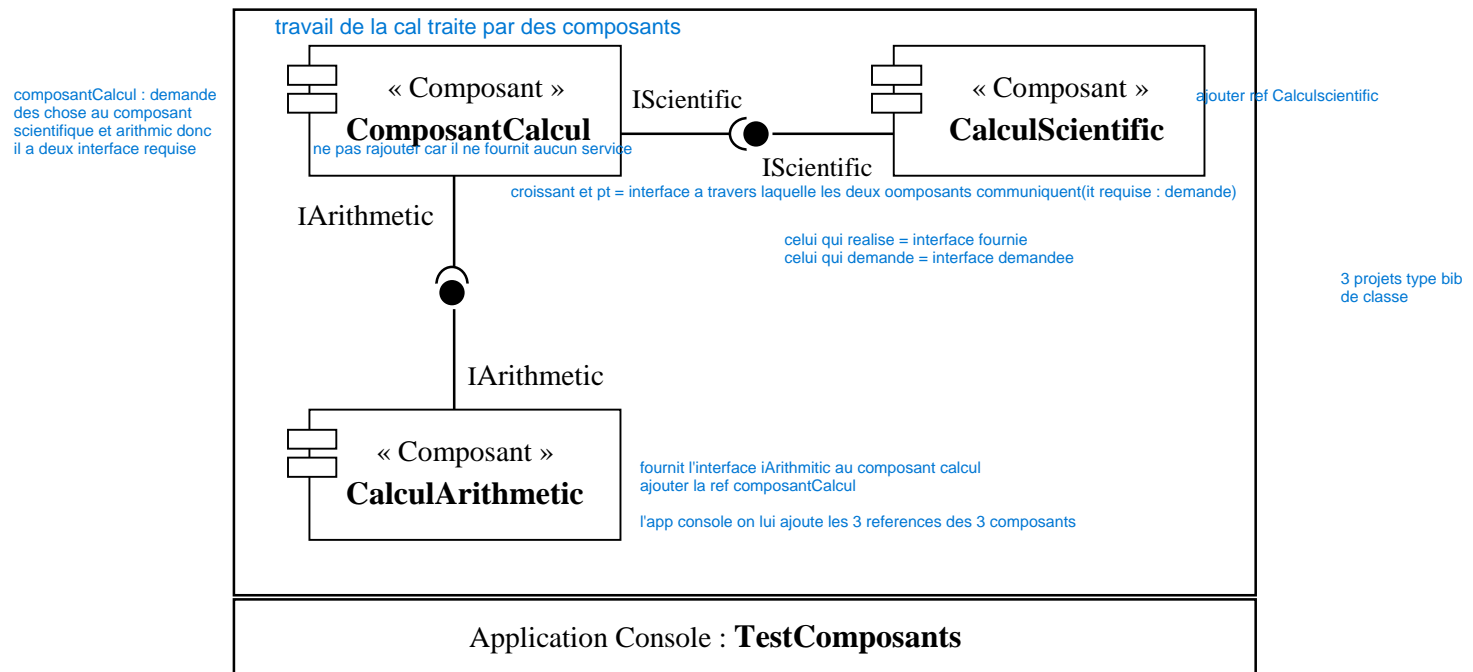 travail de la cal traite par des composants
composantCalcul : demande
des chose au composant
scientifique et arithmic donc
il a deux interface requise
« Composant »
ComposantCalcul
ne pas rajouter car il ne fournit aucun service
IScientific
IScientific
« Composant »
CalculScientific
ajouter ref Calculscientific
croissant et pt = interface a travers laquelle les deux oomposants communiquent(it requise : demande)
IArithmetic
celui qui realise = interface fournie
celui qui demande = interface demandee
3 projets type bib
de classe
IArithmetic
« Composant »
CalculArithmetic
fournit l'interface iArithmitic au composant calcul
ajouter la ref composantCalcul
l'app console on lui ajoute les 3 references des 3 composants
Application Console : TestComposants